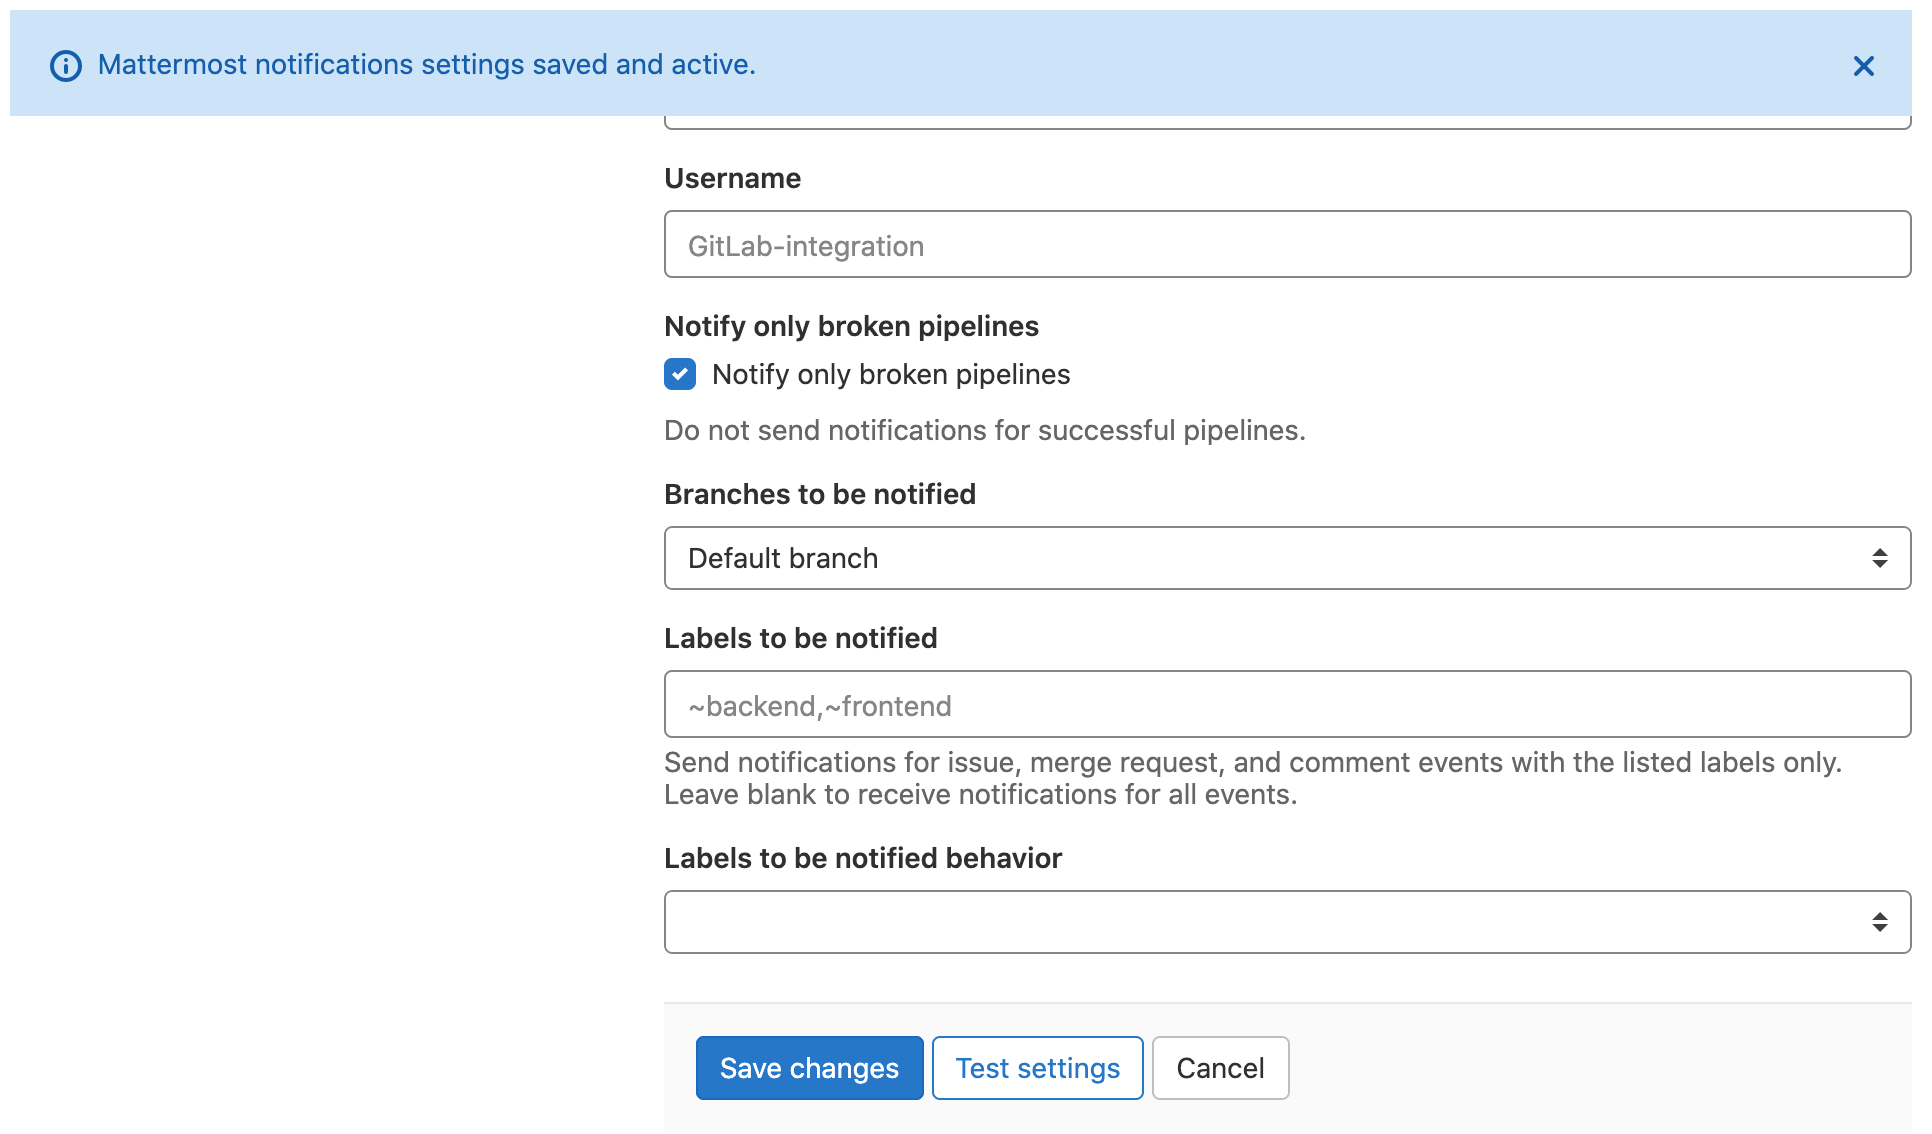 Mattermost notifications settings saved and active.
Username
GitLab-integration
Notify only broken pipelines
Notify only broken pipelines
Do not send notifications for successful pipelines.
Branches to be notified
Default branch
Labels to be notified
~backend,~frontend
Send notifications for issue, merge request, and comment events with the listed labels only.
Leave blank to receive notifications for all events.
Labels to be notified behavior
Save changes
Test settings
Cancel